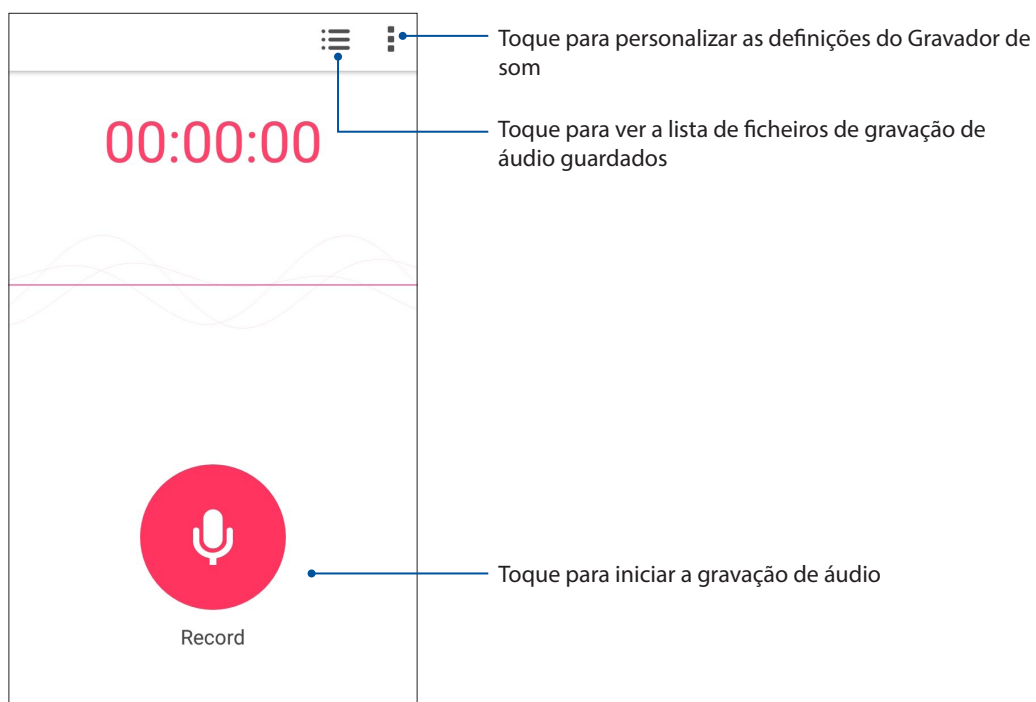 Toque para personalizar as definições do Gravador de
som
Toque para ver a lista de ficheiros de gravação de
áudio guardados
00:00:00
Toque para iniciar a gravação de áudio
Record